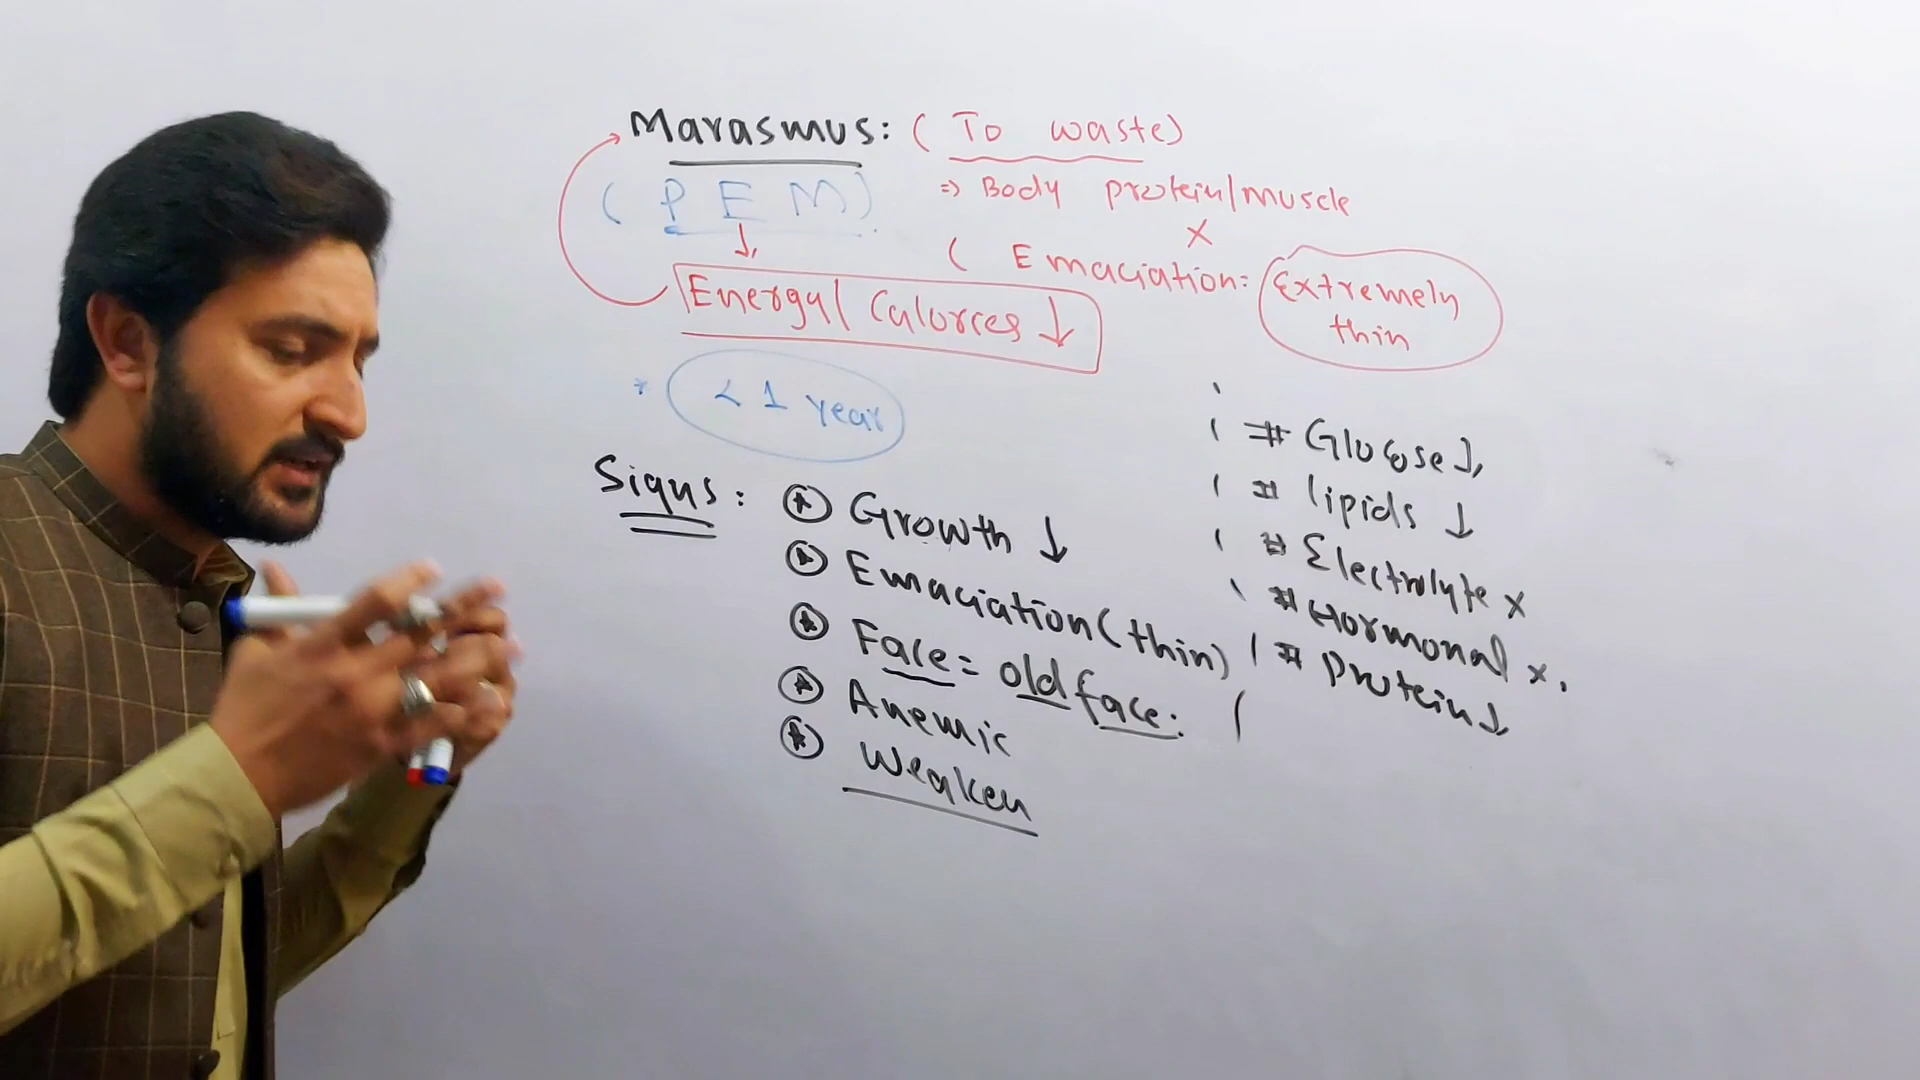 Marasmus: (To waste)
(PEM)
=> Body protein/muscle
×
↓
(Emaciation: Extremely
thin
Energy/Calorces ↓
* < 1 year
Signs: Growth ↓
Emaciation (thin)
Face = old face:
Anemic
Weaken
# Glucose ↓
# lipids ↓
# Electrolyte ×
# Hormonal ×.
# Protein ↓